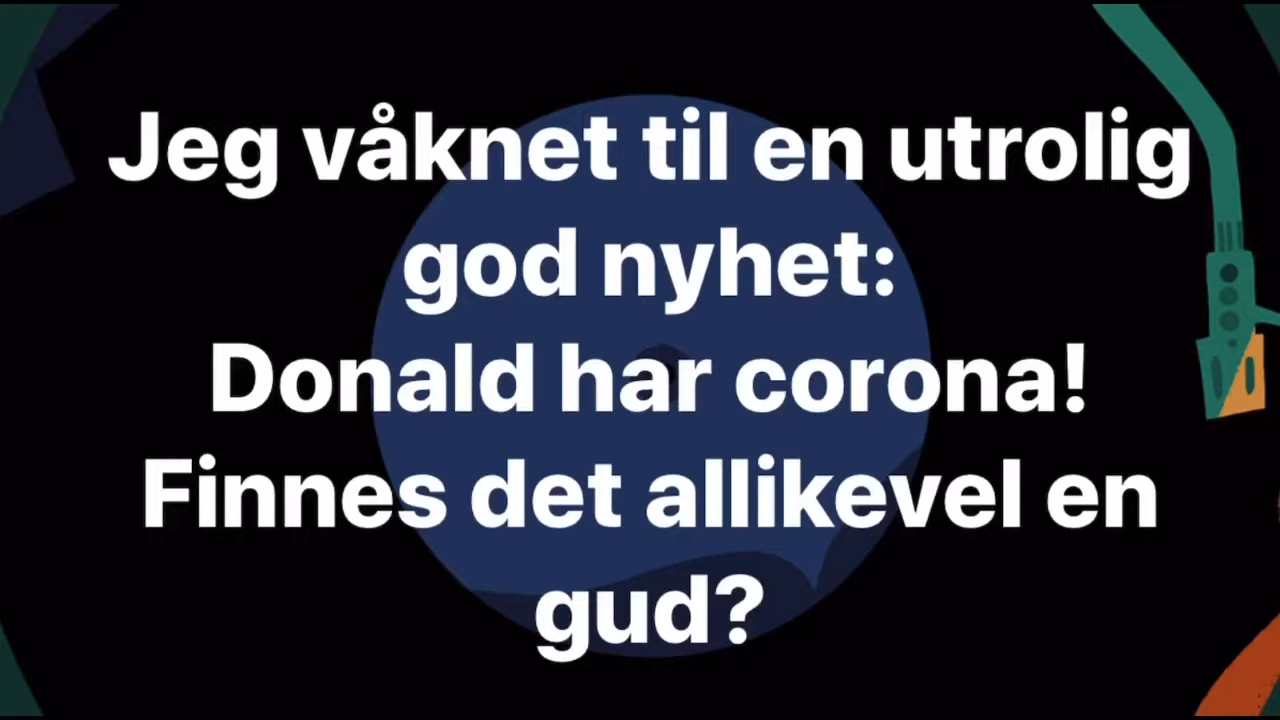 Jeg våknet til en utrolig
god nyhet:
Donald har corona!
Finnes det allikevel en
gud?